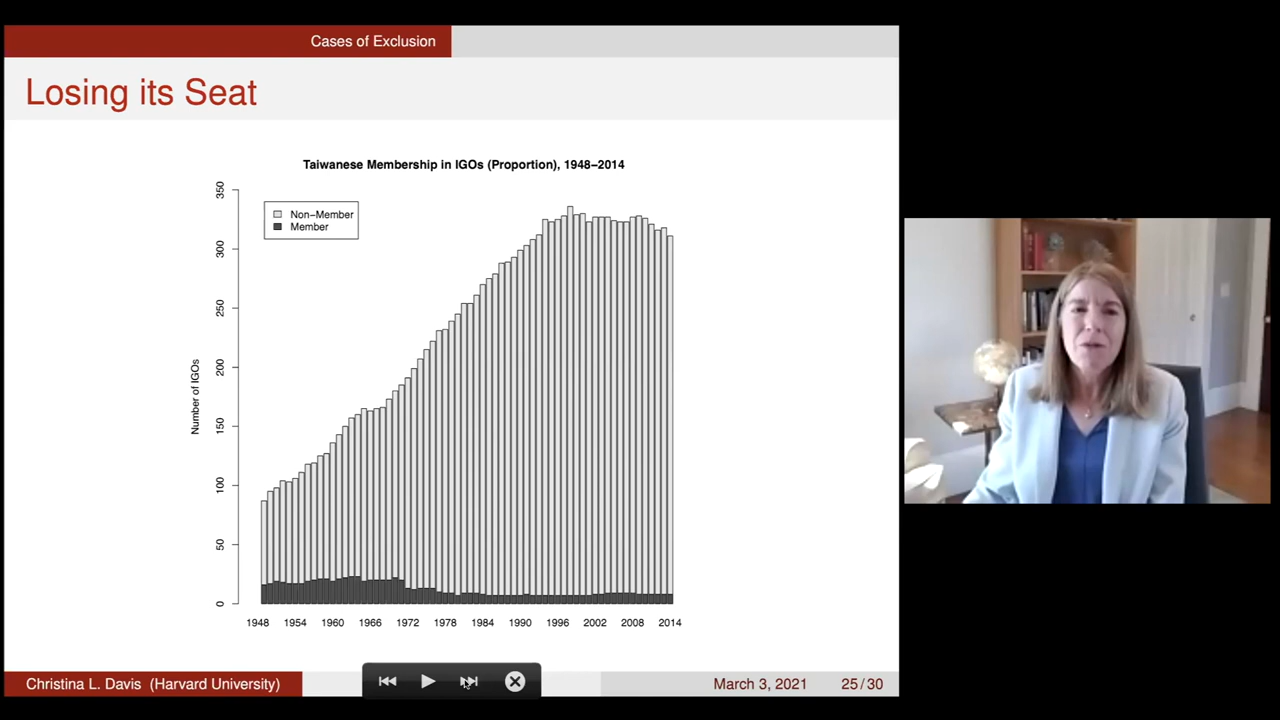 Cases of Exclusion
Losing its Seat
Taiwanese Membership in IGOs (Proportion), 1948–2014
Non−Member
Member
Number of IGOs
350
300
250
200
150
100
50
0
1948 1954 1960 1966 1972 1978 1984 1990 1996 2002 2008 2014
Christina L. Davis (Harvard University) March 3, 2021 25/30